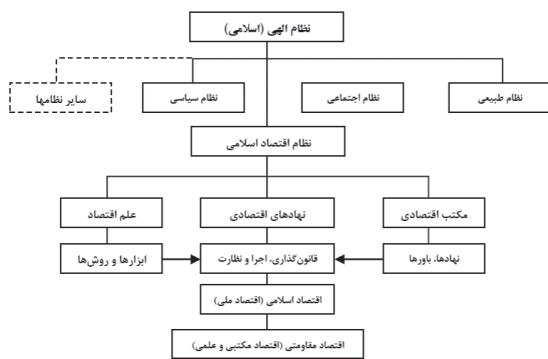 نظام الهی (اسلامی)
نظام طبیعی
نظام اجتماعی
نظام سیاسی
سایر نظامها
نظام اقتصاد اسلامی
مکتب اقتصادی
نهادهای اقتصادی
علم اقتصاد
نهادها، باورها
قانون‌گذاری، اجرا و نظارت
ابزارها و روش‌ها
اقتصاد اسلامی (اقتصاد ملی)
اقتصاد مقاومتی (اقتصاد مکتبی و علمی)